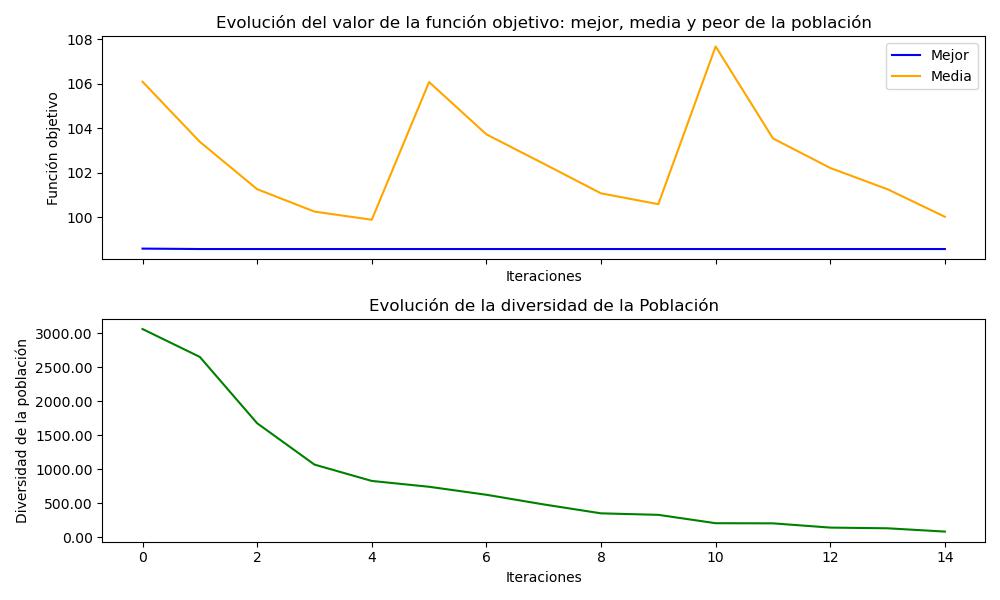 Evolución del valor de la función objetivo: mejor, media y peor de la población
108
106
104
102
100
Función objetivo
Mejor
Media
Iteraciones
Evolución de la diversidad de la Población
3000.00
2500.00
2000.00
1500.00
1000.00
500.00
0.00
Diversidad de la población
0 2 4 6 8 10 12 14
Iteraciones